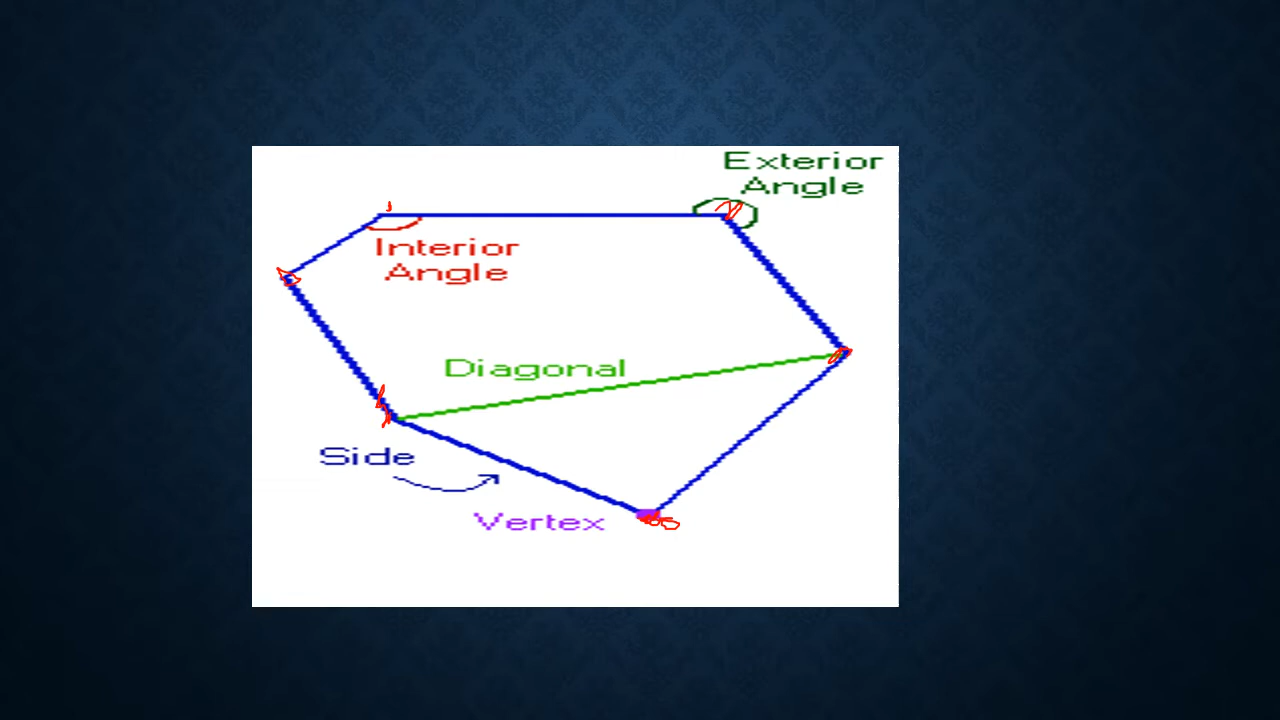 Exterior
Angle
Interior
Angle
Diagonal
Side
Vertex